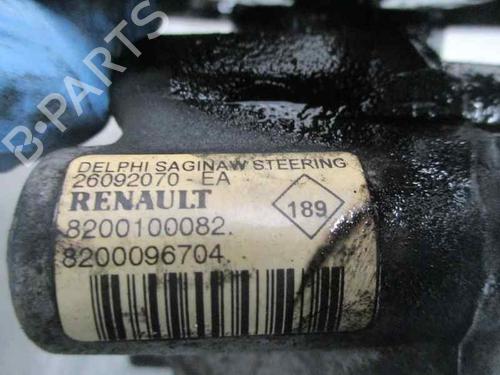 B-PARTS
DELPHI SAGINAW STEERING
26092070 EA
RENAULT
189
8200100082.
8200096704